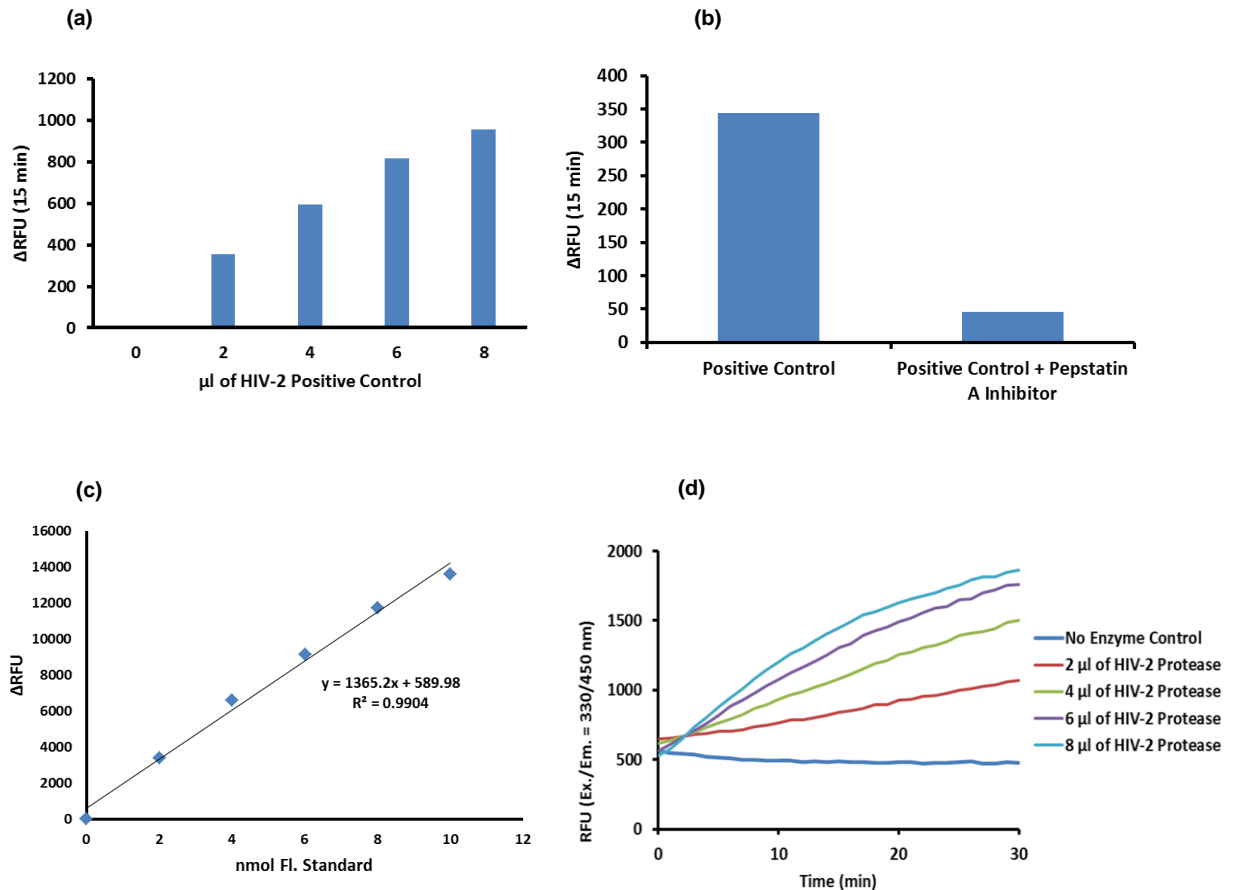 (a)
1200
1000
800
600
400
200
0
ΔRFU (15 min)
0 2 4 6 8
µl of HIV-2 Positive Control
(b)
400
350
300
250
200
150
100
50
0
ΔRFU (15 min)
Positive Control
Positive Control + Pepstatin
A Inhibitor
(c)
16000
14000
12000
10000
8000
6000
4000
2000
0
ΔRFU
y = 1365.2x + 589.98
R² = 0.9904
0 2 4 6 8 10 12
nmol Fl. Standard
(d)
2000
1500
1000
500
0
RFU (Ex./Em. = 330/450 nm)
0 10 20 30
Time (min)
No Enzyme Control
2 µl of HIV-2 Protease
4 µl of HIV-2 Protease
6 µl of HIV-2 Protease
8 µl of HIV-2 Protease